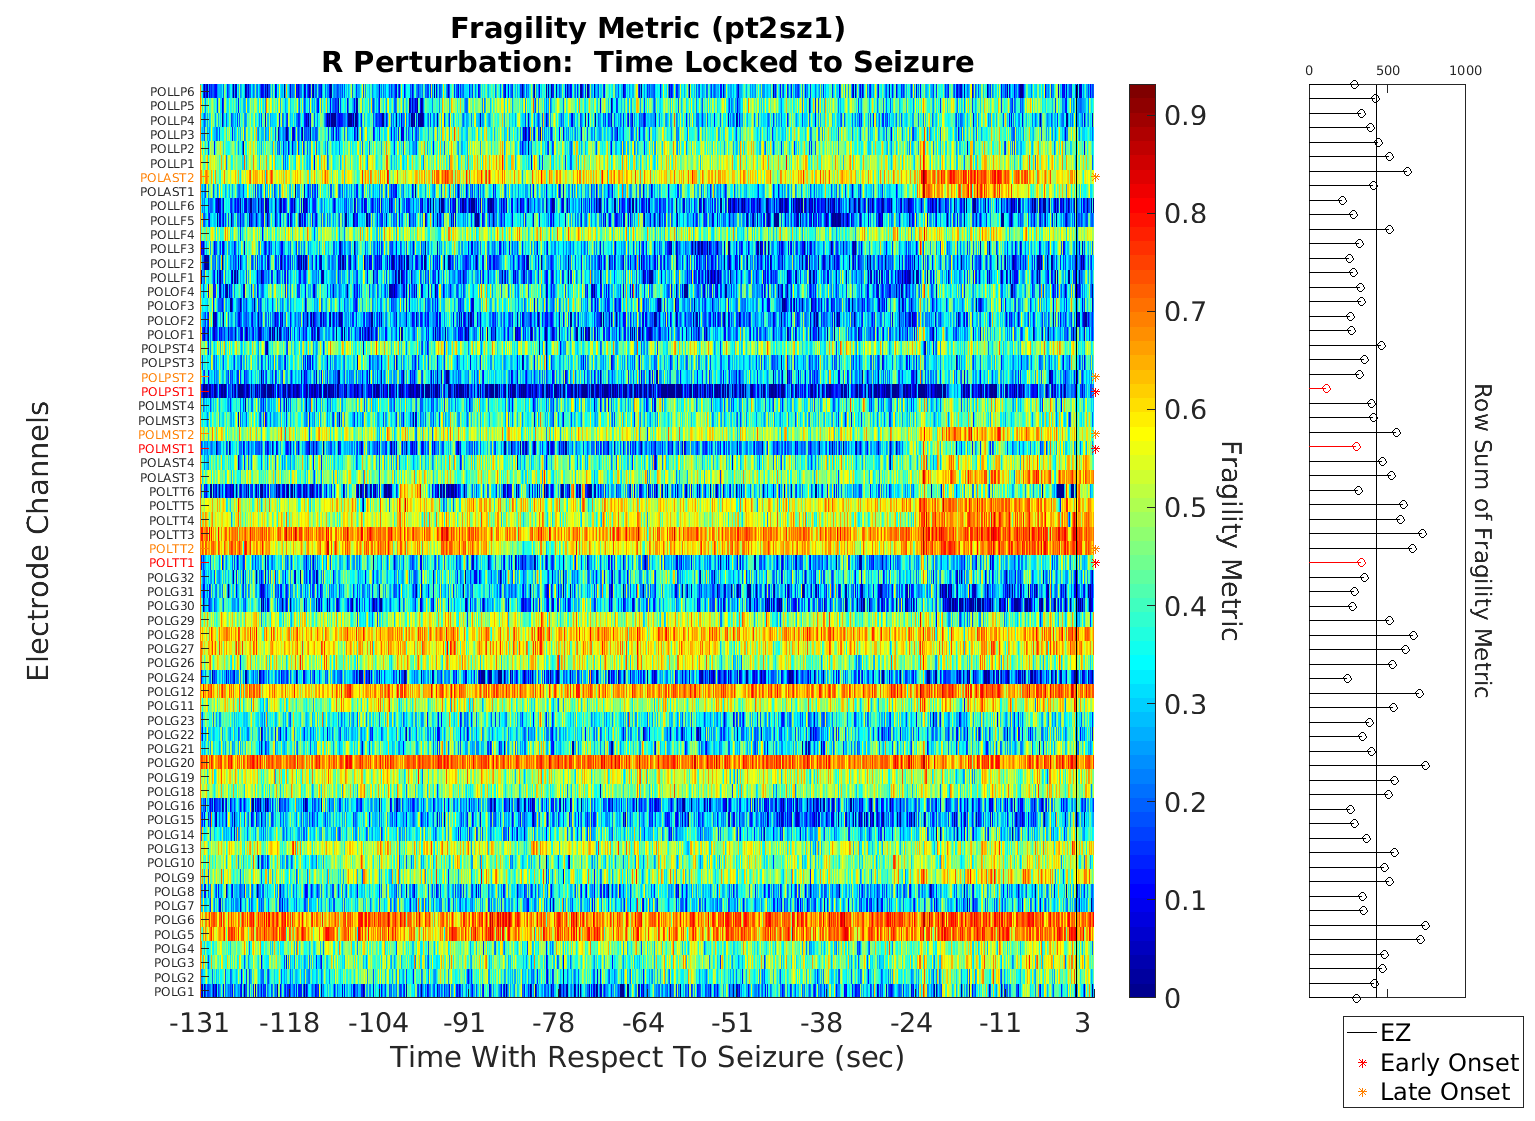 Fragility Metric (pt2sz1)
R Perturbation: Time Locked to Seizure
Electrode Channels
POLLP6
POLLP5
POLLP4
POLLP3
POLLP2
POLLP1
POLAST2
POLAST1
POLLF6
POLLF5
POLLF4
POLLF3
POLLF2
POLLF1
POLOF4
POLOF3
POLOF2
POLOF1
POLPST4
POLPST3
POLPST2
POLPST1
POLMST4
POLMST3
POLMST2
POLMST1
POLAST4
POLAST3
POLTT6
POLTT5
POLTT4
POLTT3
POLTT2
POLTT1
POLG32
POLG31
POLG30
POLG29
POLG28
POLG27
POLG26
POLG24
POLG12
POLG11
POLG23
POLG22
POLG21
POLG20
POLG19
POLG18
POLG16
POLG15
POLG14
POLG13
POLG10
POLG9
POLG8
POLG7
POLG6
POLG5
POLG4
POLG3
POLG2
POLG1
-131 -118 -104 -91 -78 -64 -51 -38 -24 -11 3
Time With Respect To Seizure (sec)
0.9
0.8
0.7
0.6
0.5
0.4
0.3
0.2
0.1
0
Fragility Metric
0 500 1000
Row Sum of Fragility Metric
EZ
Early Onset
Late Onset